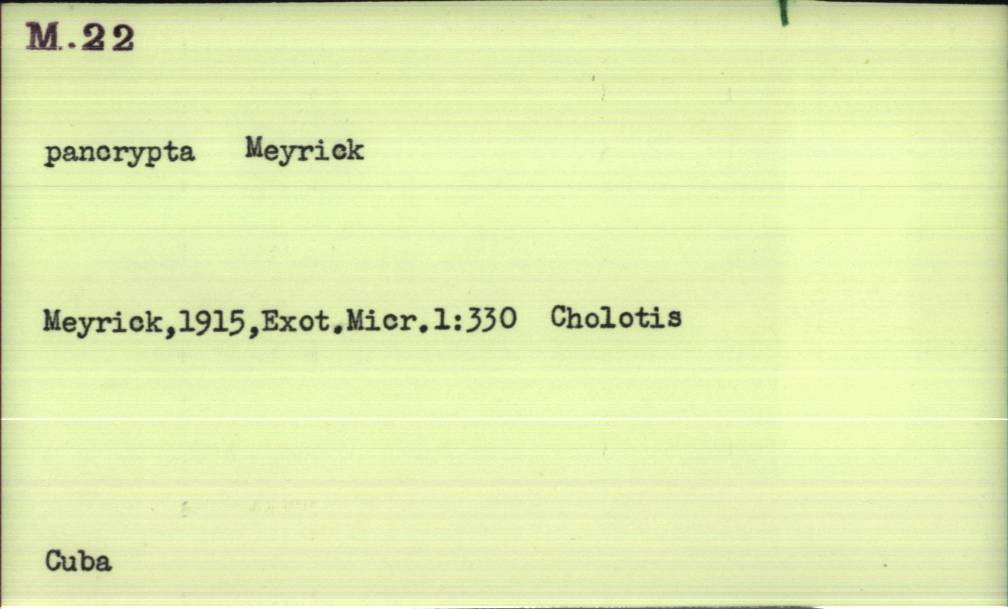 M.22
pancrypta Meyrick
Meyrick,1915,Exot.Micr.1:330 Cholotis
Cuba